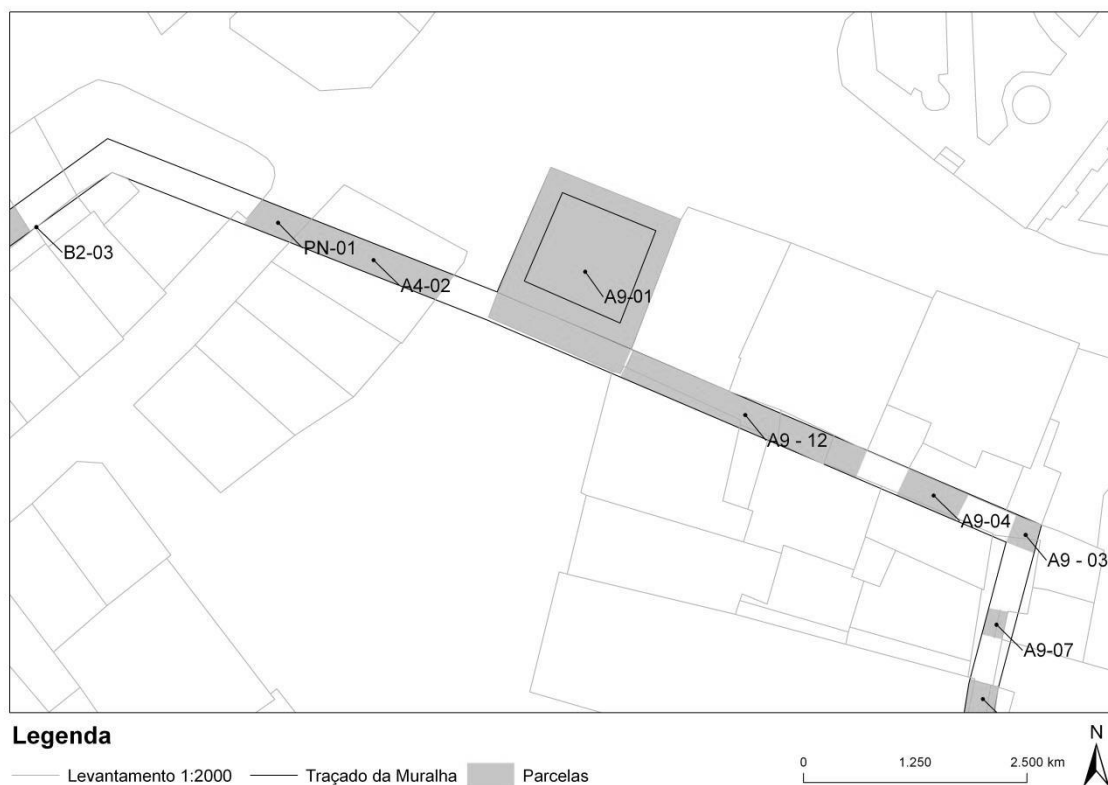 B2-03
PN-01
A4-02
A9-01
A9 - 12
A9-04
A9 - 03
A9-07
Legenda
N
Levantamento 1:2000
Traçado da Muralha
Parcelas
0 1.250 2.500 km